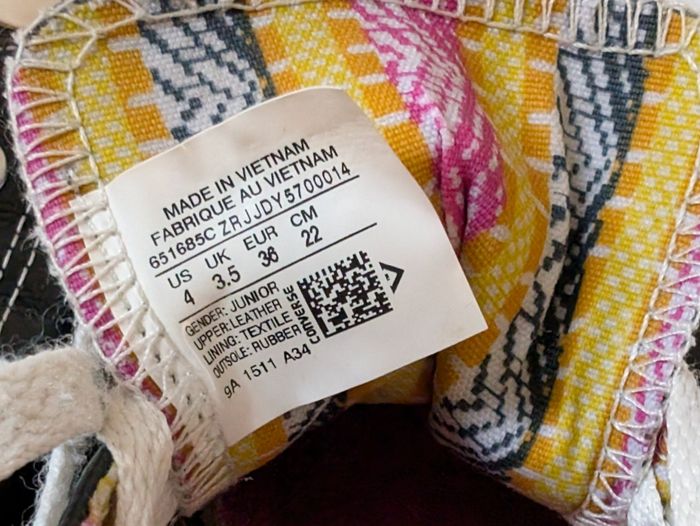 MADE IN VIETNAM
FABRIQUE AU VIETNAM
651685C ZRJJDY5700014
US UK EUR CM
4 3.5 36 22
GENDER: JUNIOR
UPPER: LEATHER
LINING: TEXTILE
OUTSOLE: RUBBER
CONVERSE
9A 1511 A34